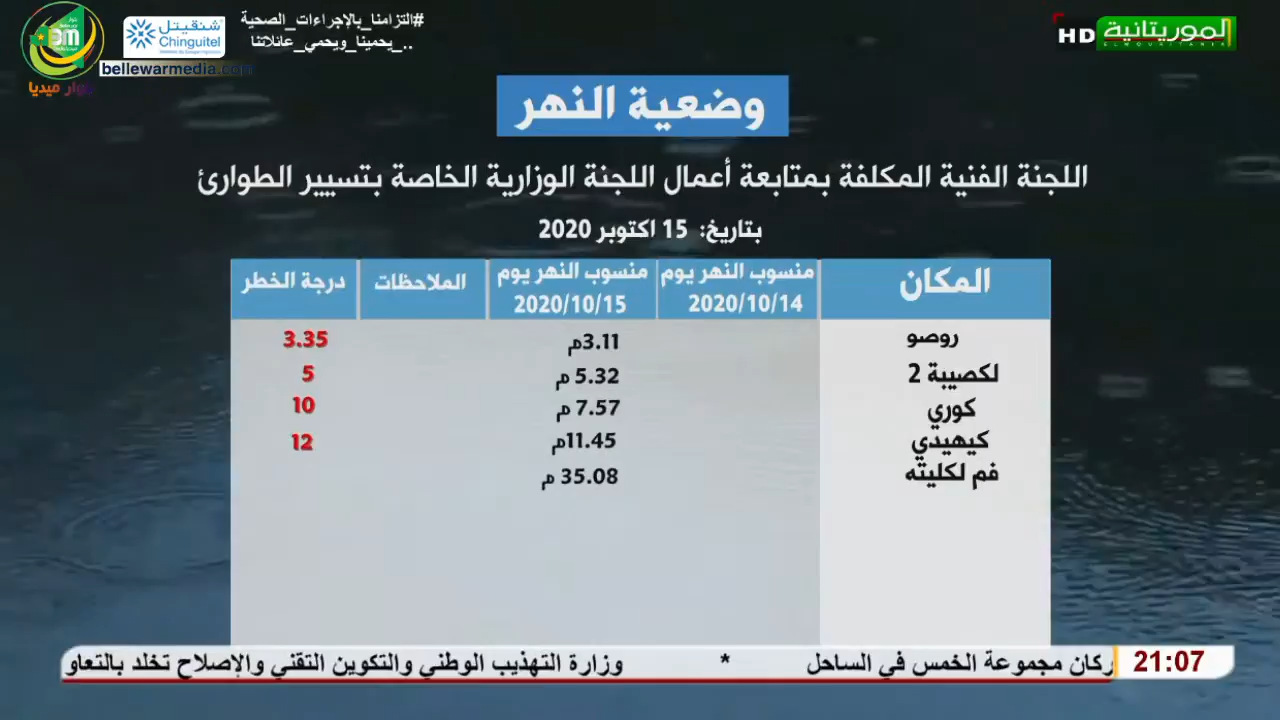 #التزامنا_بالإجراءات_الصحية
.._يحمينا_ويحمي_عائلاتنا
شنقيتل
Chinguitel
bellewarmedia.com
الموريتانية
HD
وضعية النهر
اللجنة الفنية المكلفة بمتابعة أعمال اللجنة الوزارية الخاصة بتسيير الطوارئ
بتاريخ: 15 اكتوبر 2020
المكان منسوب النهر يوم 2020/10/14 منسوب النهر يوم 2020/10/15 الملاحظات درجة الخطر
روصو 3.11م 3.35
لكصيبة 2 5.32 م 5
كوري 7.57 م 10
كيهيدي 11.45م 12
فم لكليته 35.08 م
21:07 ركان مجموعة الخمس في الساحل * وزارة التهذيب الوطني والتكوين التقني والإصلاح تخلد بالتعاو